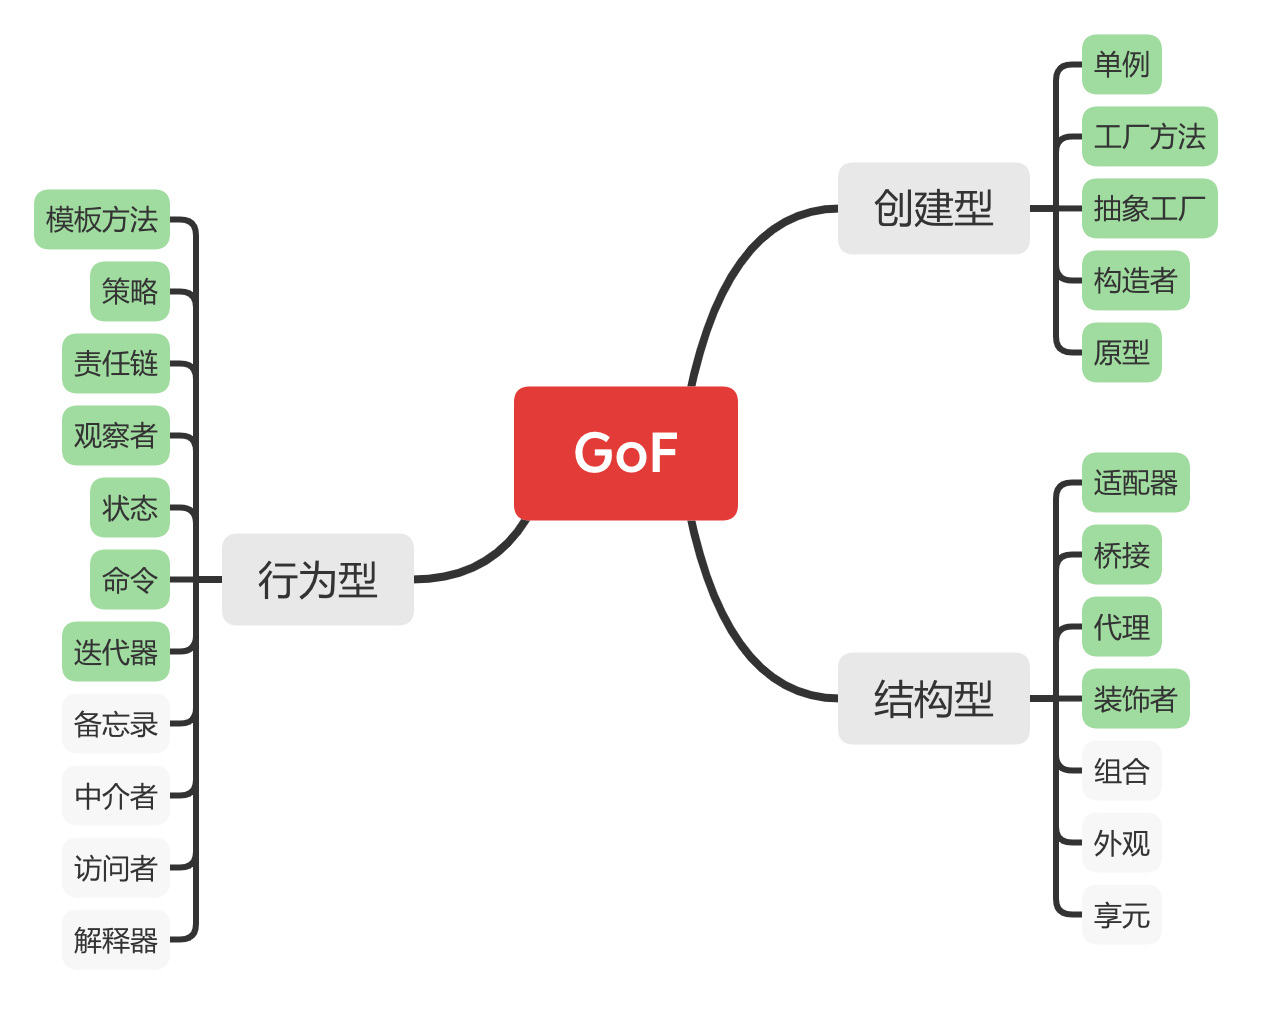 GoF
创建型
单例
工厂方法
抽象工厂
构造者
原型
结构型
适配器
桥接
代理
装饰者
组合
外观
享元
行为型
模板方法
策略
责任链
观察者
状态
命令
迭代器
备忘录
中介者
访问者
解释器